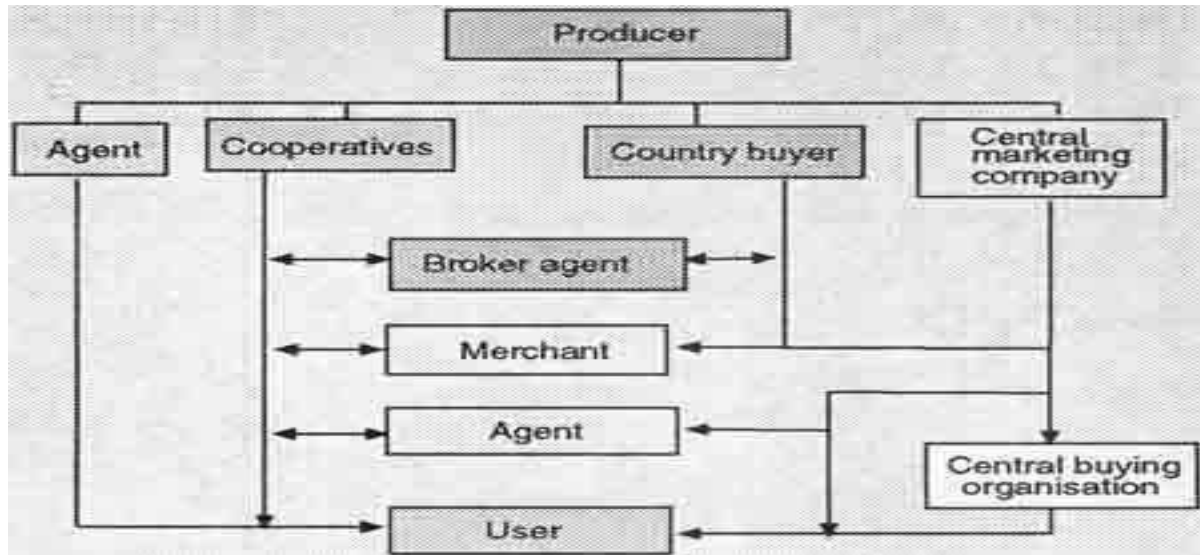 Producer
Agent
Cooperatives
Country buyer
Central
marketing
company
Broker agent
Merchant
Agent
Central buying
organisation
User